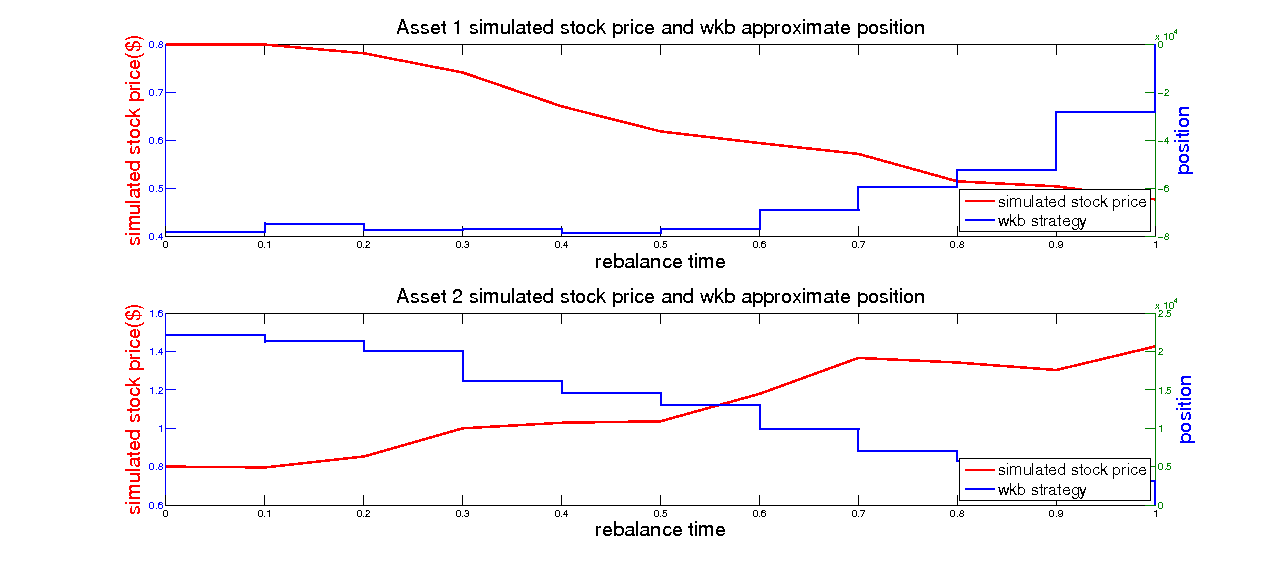 Asset 1 simulated stock price and wkb approximate position
x 10^4
simulated stock price($)
0.8
0.7
0.6
0.5
0.4
0
-2
-4
-6
-8
position
simulated stock price
wkb strategy
0 0.1 0.2 0.3 0.4 0.5 0.6 0.7 0.8 0.9 1
rebalance time
Asset 2 simulated stock price and wkb approximate position
x 10^4
simulated stock price($)
1.6
1.4
1.2
1
0.8
0.6
2.5
2
1.5
1
0.5
0
position
simulated stock price
wkb strategy
0 0.1 0.2 0.3 0.4 0.5 0.6 0.7 0.8 0.9 1
rebalance time